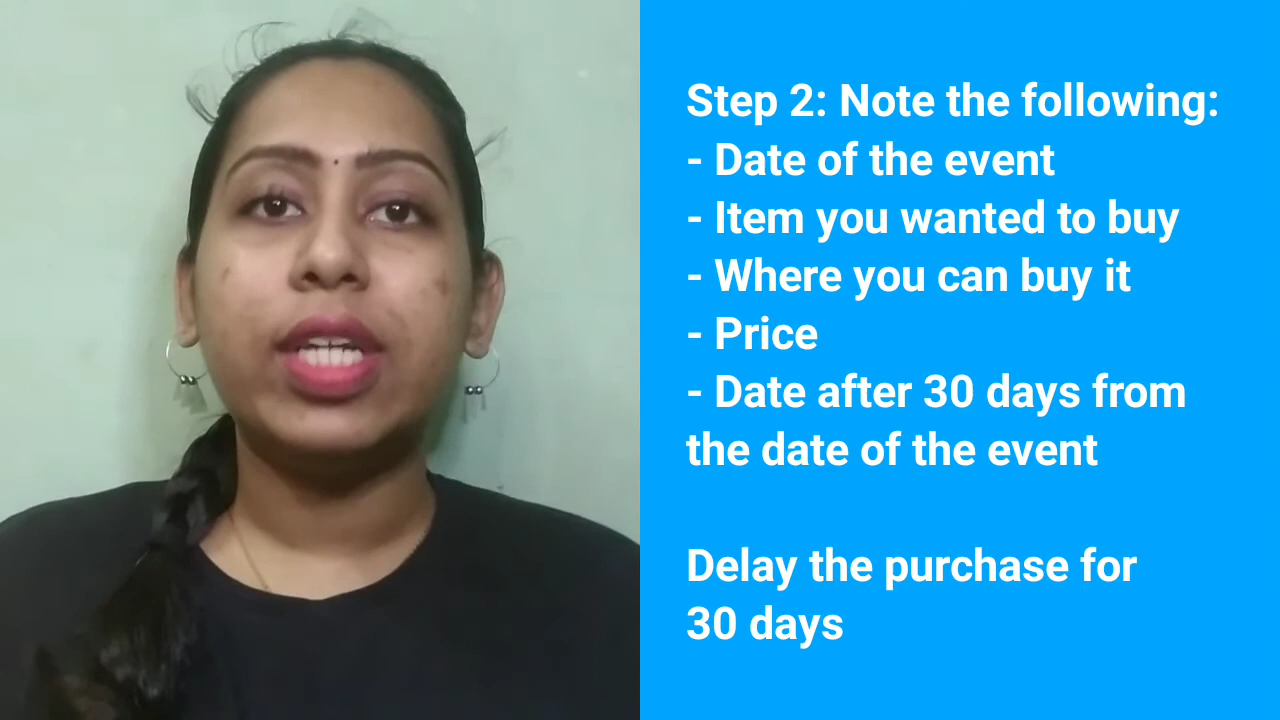 Step 2: Note the following:
- Date of the event
- Item you wanted to buy
- Where you can buy it
- Price
- Date after 30 days from
the date of the event
Delay the purchase for
30 days